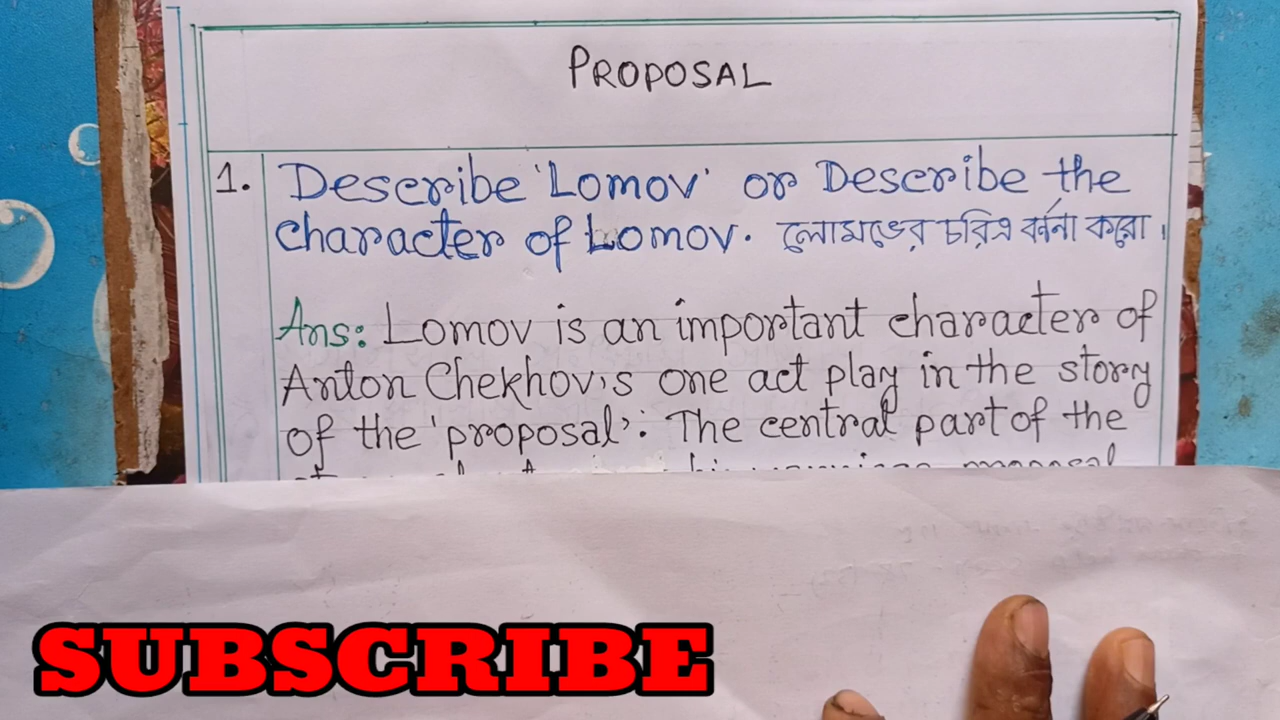 PROPOSAL
1. Describe 'Lomov' or Describe the
character of Lomov. লোমভের চরিত্র বর্ননা করো।
Ans: Lomov is an important character of
Anton Chekhov's one act play in the story
of the 'proposal'. The central part of the
proposal
SUBSCRIBE